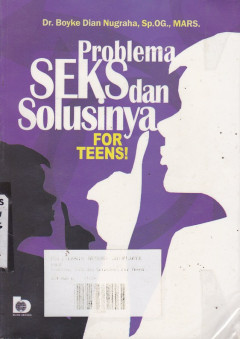 Dr. Boyke Dian Nugraha, Sp.OG., MARS.
Problema
SEKS dan
Solusinya
FOR
TEENS!